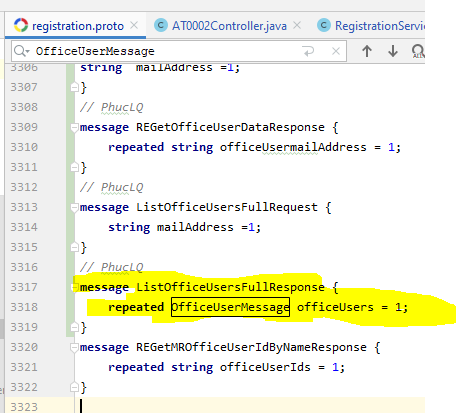 registration.proto AT0002Controller.java RegistrationServic
OfficeUserMessage
3306 string mailAddress =1;
3307 }
3308 // PhucLQ
3309 message REGetOfficeUserDataResponse {
3310 repeated string officeUsermailAddress = 1;
3311 }
3312 // PhucLQ
3313 message ListOfficeUsersFullRequest {
3314 string mailAddress =1;
3315 }
3316 // PhucLQ
3317 message ListOfficeUsersFullResponse {
3318 repeated OfficeUserMessage officeUsers = 1;
3319 }
3320 message REGetMROfficeUserIdByNameResponse {
3321 repeated string officeUserIds = 1;
3322 }
3323